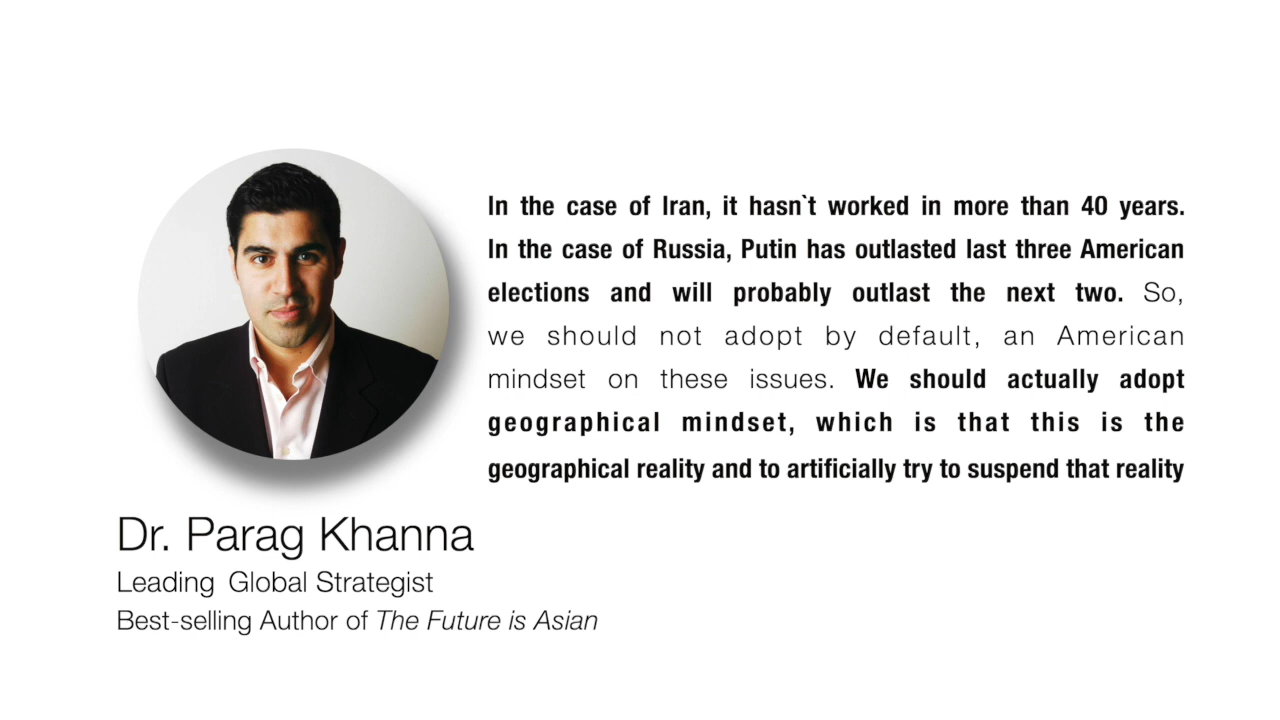 In the case of Iran, it hasn`t worked in more than 40 years.
In the case of Russia, Putin has outlasted last three American
elections and will probably outlast the next two. So,
we should not adopt by default, an American
mindset on these issues. We should actually adopt
geographical mindset, which is that this is the
geographical reality and to artificially try to suspend that reality
Dr. Parag Khanna
Leading Global Strategist
Best-selling Author of The Future is Asian